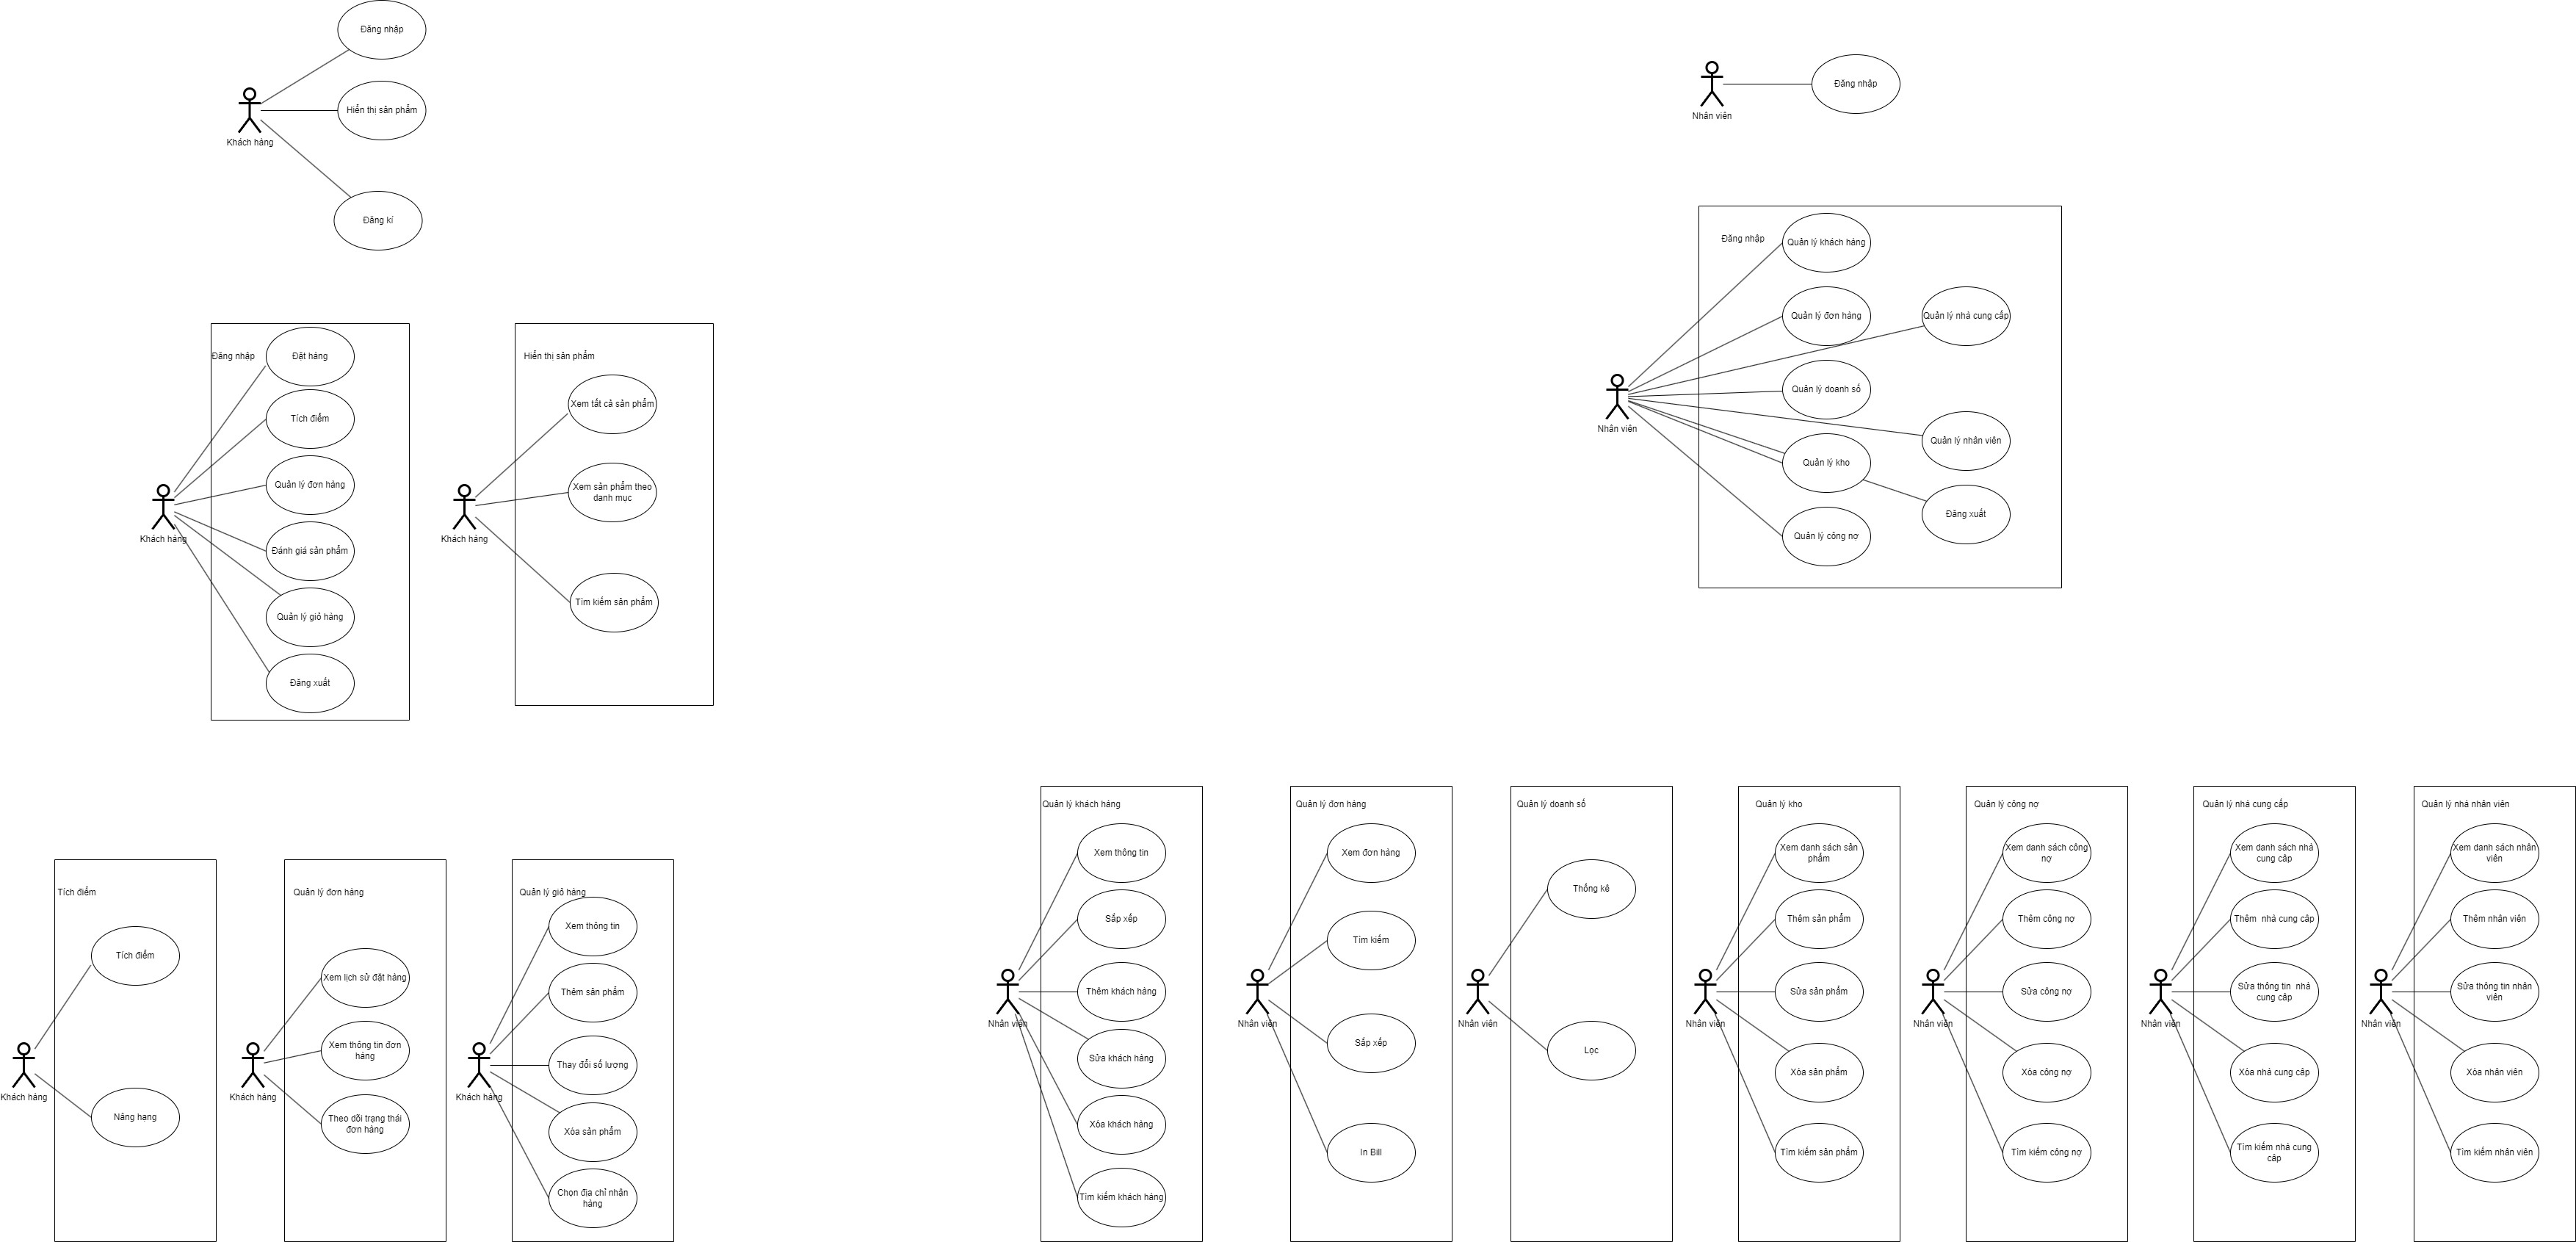 Đăng nhập
Hiển thị sản phẩm
Khách hàng
Đăng kí
Đăng nhập
Nhân viên
Đăng nhập
Đặt hàng
Tích điểm
Quản lý đơn hàng
Đánh giá sản phẩm
Quản lý giỏ hàng
Đăng xuất
Khách hàng
Hiển thị sản phẩm
Xem tất cả sản phẩm
Xem sản phẩm theo
danh mục
Tìm kiếm sản phẩm
Khách hàng
Đăng nhập
Quản lý khách hàng
Quản lý đơn hàng
Quản lý nhà cung cấp
Quản lý doanh số
Nhân viên
Quản lý nhân viên
Quản lý kho
Đăng xuất
Quản lý công nợ
Tích điểm
Tích điểm
Khách hàng
Nâng hạng
Quản lý đơn hàng
Xem lịch sử đặt hàng
Xem thông tin đơn
hàng
Khách hàng
Theo dõi trạng thái
đơn hàng
Quản lý giỏ hàng
Xem thông tin
Thêm sản phẩm
Thay đổi số lượng
Khách hàng
Xóa sản phẩm
Chọn địa chỉ nhận
hàng
Quản lý khách hàng
Xem thông tin
Sắp xếp
Thêm khách hàng
Nhân viên
Sửa khách hàng
Xóa khách hàng
Tìm kiếm khách hàng
Quản lý đơn hàng
Xem đơn hàng
Tìm kiếm
Nhân viên
Sắp xếp
In Bill
Quản lý doanh số
Thống kê
Nhân viên
Lọc
Quản lý kho
Xem danh sách sản
phẩm
Thêm sản phẩm
Sửa sản phẩm
Nhân viên
Xóa sản phẩm
Tìm kiếm sản phẩm
Quản lý công nợ
Xem danh sách công
nợ
Thêm công nợ
Sửa công nợ
Nhân viên
Xóa công nợ
Tìm kiếm công nợ
Quản lý nhà cung cấp
Xem danh sách nhà
cung câp
Thêm  nhà cung câp
Sửa thông tin  nhà
cung câp
Nhân viên
Xóa nhà cung câp
Tìm kiếm nhà cung
câp
Quản lý nhà nhân viên
Xem danh sách nhân
viên
Thêm nhân viên
Sửa thông tin nhân
viên
Nhân viên
Xóa nhân viên
Tìm kiếm nhân viên